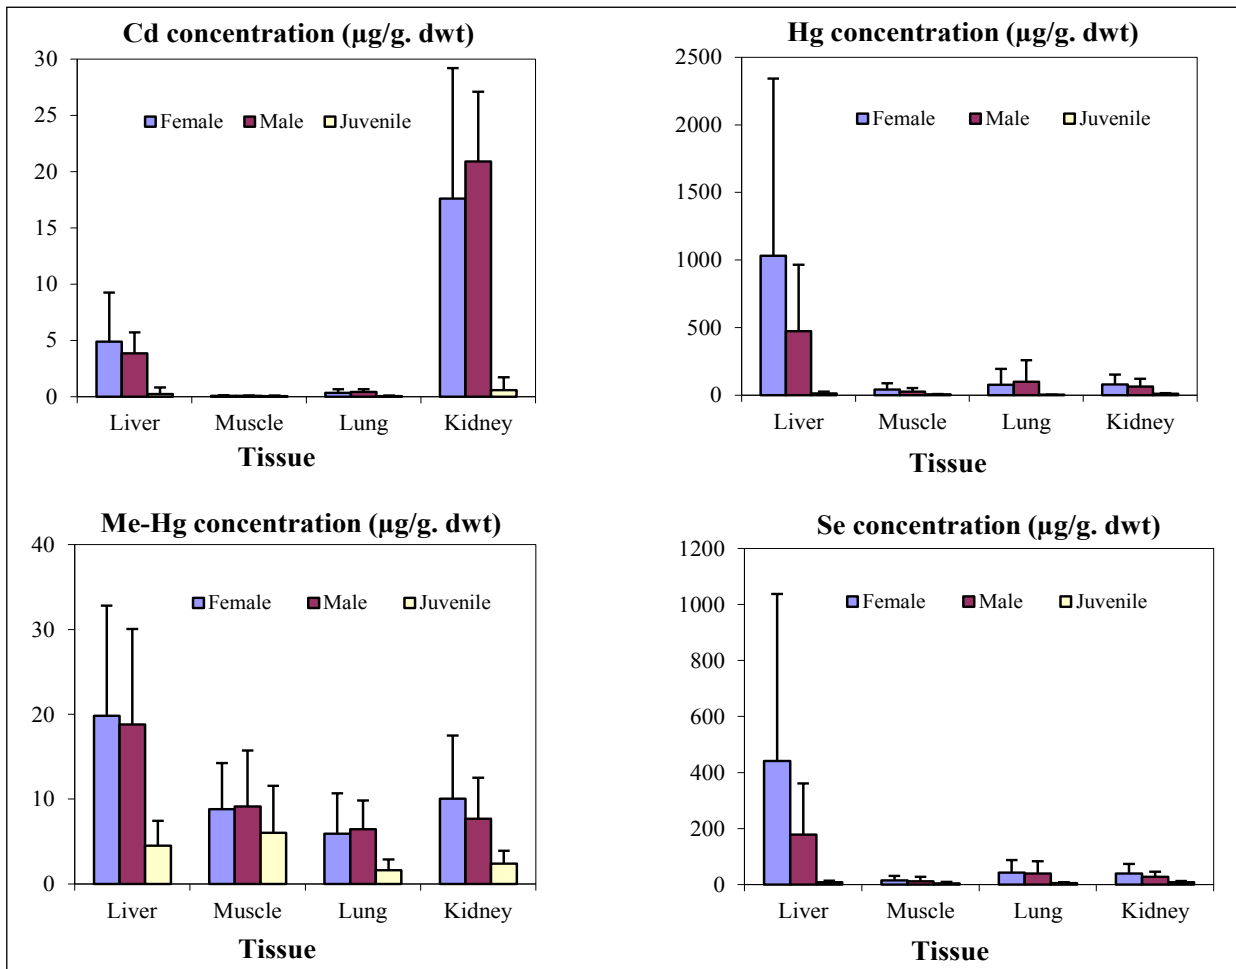 Cd concentration (µg/g. dwt)
30
25
20
15
10
5
0
Female Male Juvenile
Liver Muscle Lung Kidney
Tissue
Hg concentration (µg/g. dwt)
2500
2000
1500
1000
500
0
Female Male Juvenile
Liver Muscle Lung Kidney
Tissue
Me-Hg concentration (µg/g. dwt)
40
30
20
10
0
Female Male Juvenile
Liver Muscle Lung Kidney
Tissue
Se concentration (µg/g. dwt)
1200
1000
800
600
400
200
0
Female Male Juvenile
Liver Muscle Lung Kidney
Tissue